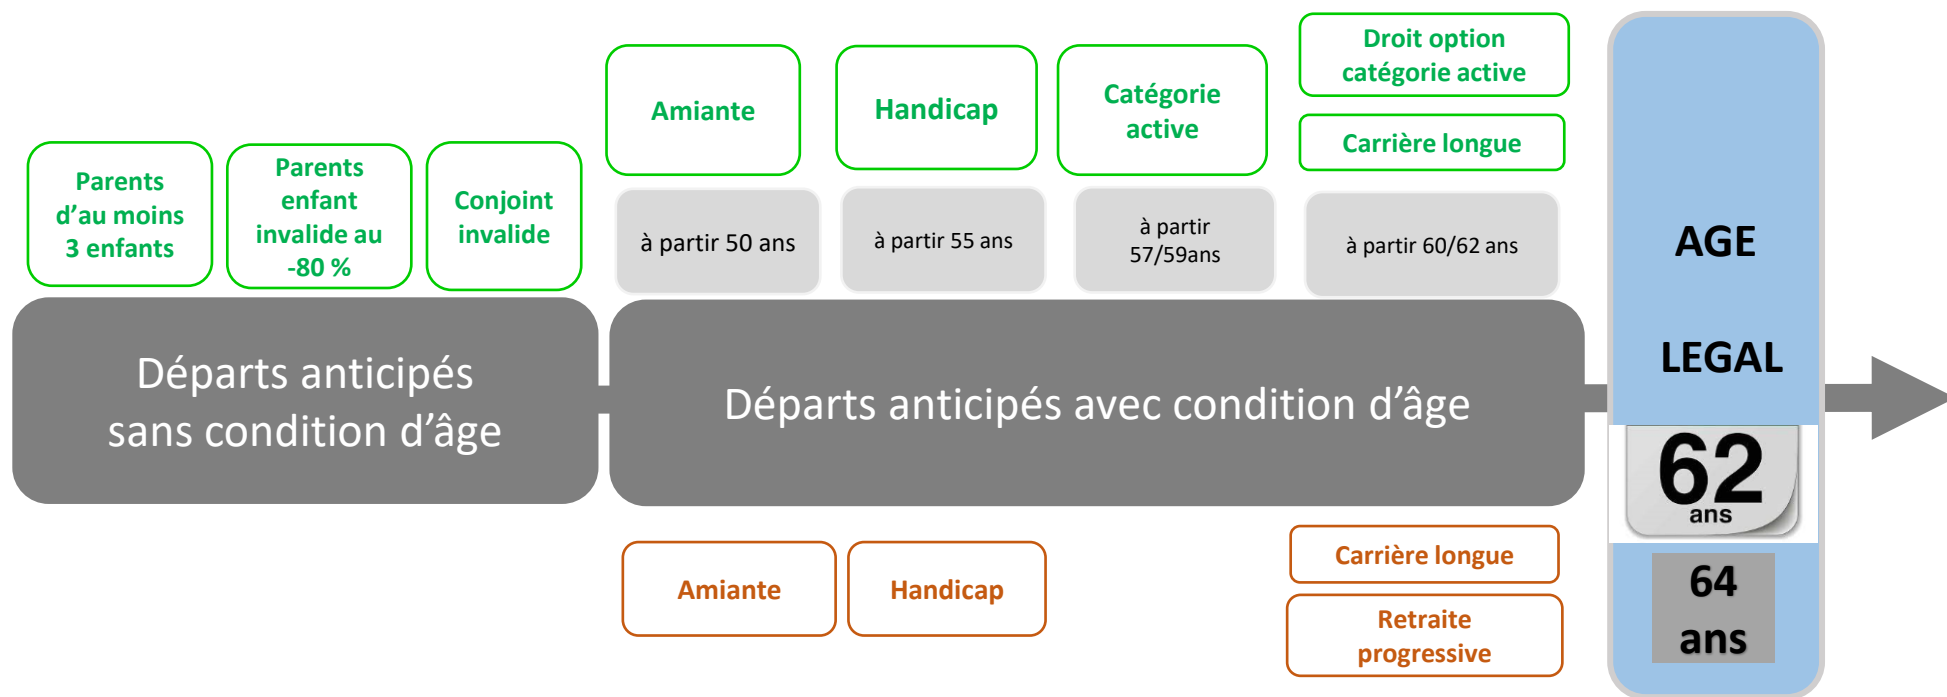 Parents
d'au moins
3 enfants
Parents
enfant
invalide au
-80 %
Conjoint
invalide
Amiante
Handicap
Catégorie
active
Droit option
catégorie active
Carrière longue
à partir 50 ans
à partir 55 ans
à partir
57/59ans
à partir 60/62 ans
Départs anticipés
sans condition d'âge
Départs anticipés avec condition d'âge
Amiante
Handicap
Carrière longue
Retraite
progressive
AGE
LEGAL
62
ans
64
ans